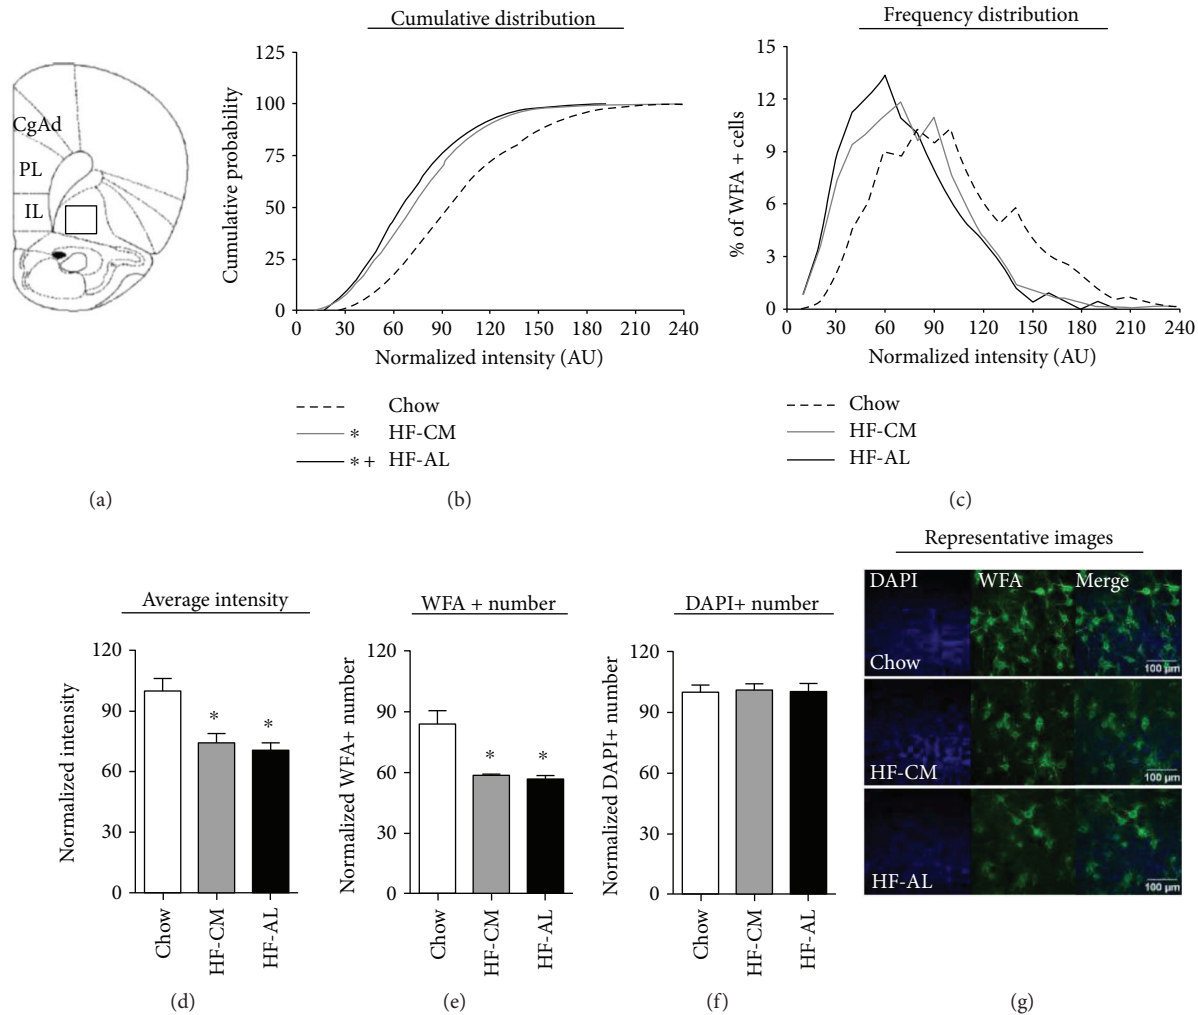 CgAd
PL
IL
(a)
Cumulative distribution
Cumulative probability
125
100
75
50
25
0
0 30 60 90 120 150 180 210 240
Normalized intensity (AU)
Chow
* HF-CM
* + HF-AL
(b)
Frequency distribution
% of WFA + cells
15
12
9
6
3
0
0 30 60 90 120 150 180 210 240
Normalized intensity (AU)
Chow
HF-CM
HF-AL
(c)
Average intensity
Normalized intensity
120
90
60
30
0
* *
Chow
HF-CM
HF-AL
(d)
WFA + number
Normalized WFA+ number
120
90
60
30
0
* *
Chow
HF-CM
HF-AL
(e)
DAPI+ number
Normalized DAPI+ number
120
90
60
30
0
Chow
HF-CM
HF-AL
(f)
Representative images
DAPI WFA Merge
Chow 100 µm
HF-CM 100 µm
HF-AL 100 µm
(g)